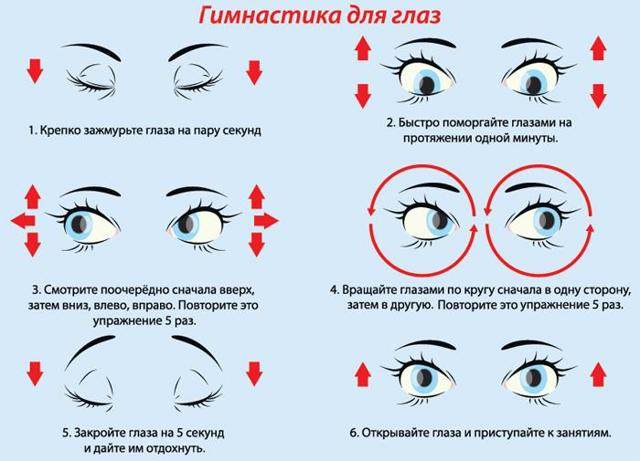 Гимнастика для глаз
1. Крепко зажмурьте глаза на пару секунд
2. Быстро поморгайте глазами на
протяжении одной минуты.
3. Смотрите поочерёдно сначала вверх,
затем вниз, влево, вправо. Повторите это
упражнение 5 раз.
4. Вращайте глазами по кругу сначала в одну сторону,
затем в другую. Повторите это упражнение 5 раз.
5. Закройте глаза на 5 секунд
и дайте им отдохнуть.
6. Открывайте глаза и приступайте к занятиям.